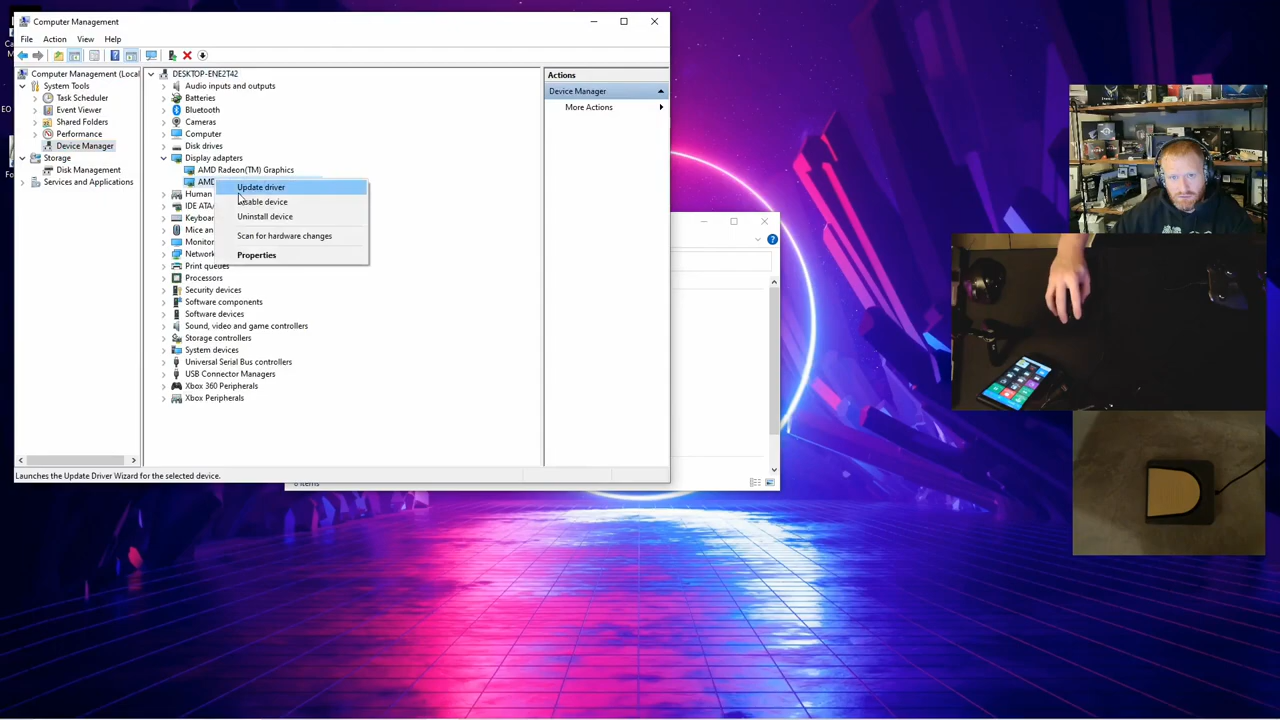 Computer Management
File Action View Help
Computer Management (Local
System Tools
Task Scheduler
Event Viewer
Shared Folders
Performance
Device Manager
Storage
Disk Management
Services and Applications
DESKTOP-ENE2T42
Audio inputs and outputs
Batteries
Bluetooth
Cameras
Computer
Disk drives
Display adapters
AMD Radeon(TM) Graphics
AMD
Human
IDE ATA/
Keyboar
Mice an
Monitor
Network
Print queues
Processors
Security devices
Software components
Software devices
Sound, video and game controllers
Storage controllers
System devices
Universal Serial Bus controllers
USB Connector Managers
Xbox 360 Peripherals
Xbox Peripherals
Update driver
sable device
Uninstall device
Scan for hardware changes
Properties
Actions
Device Manager
More Actions
Launches the Update Driver Wizard for the selected device.
items